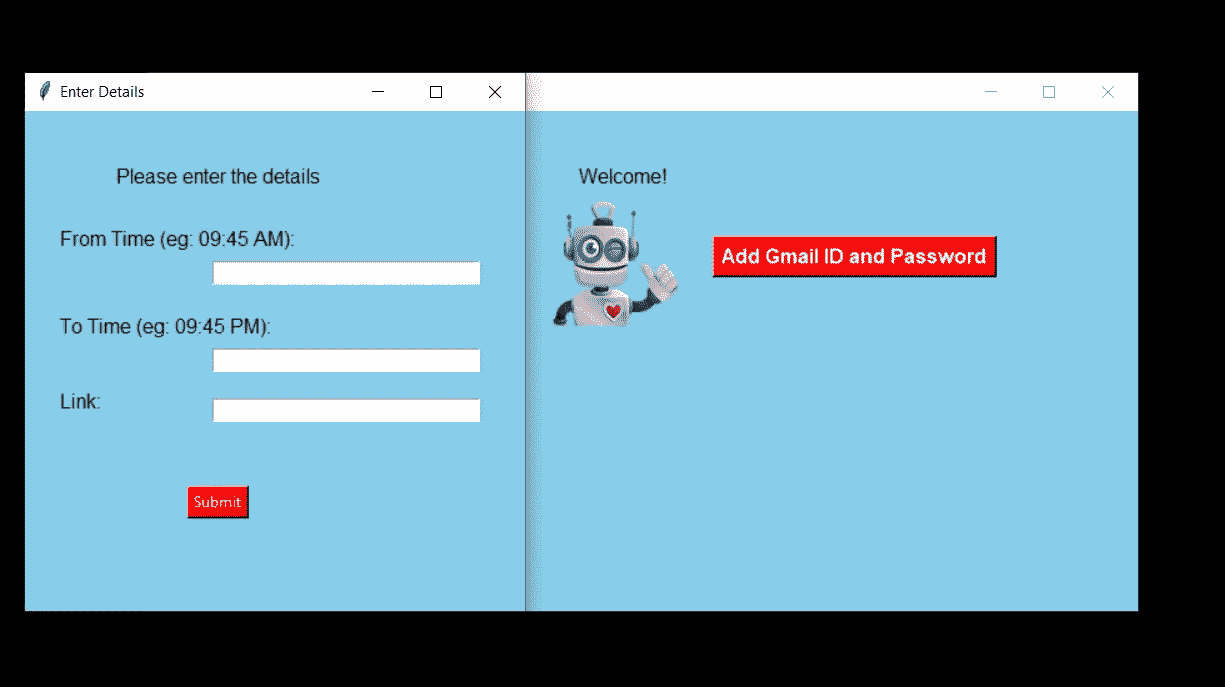 Enter Details
Please enter the details
From Time (eg: 09:45 AM):
To Time (eg: 09:45 PM):
Link:
Submit
Welcome!
Add Gmail ID and Password